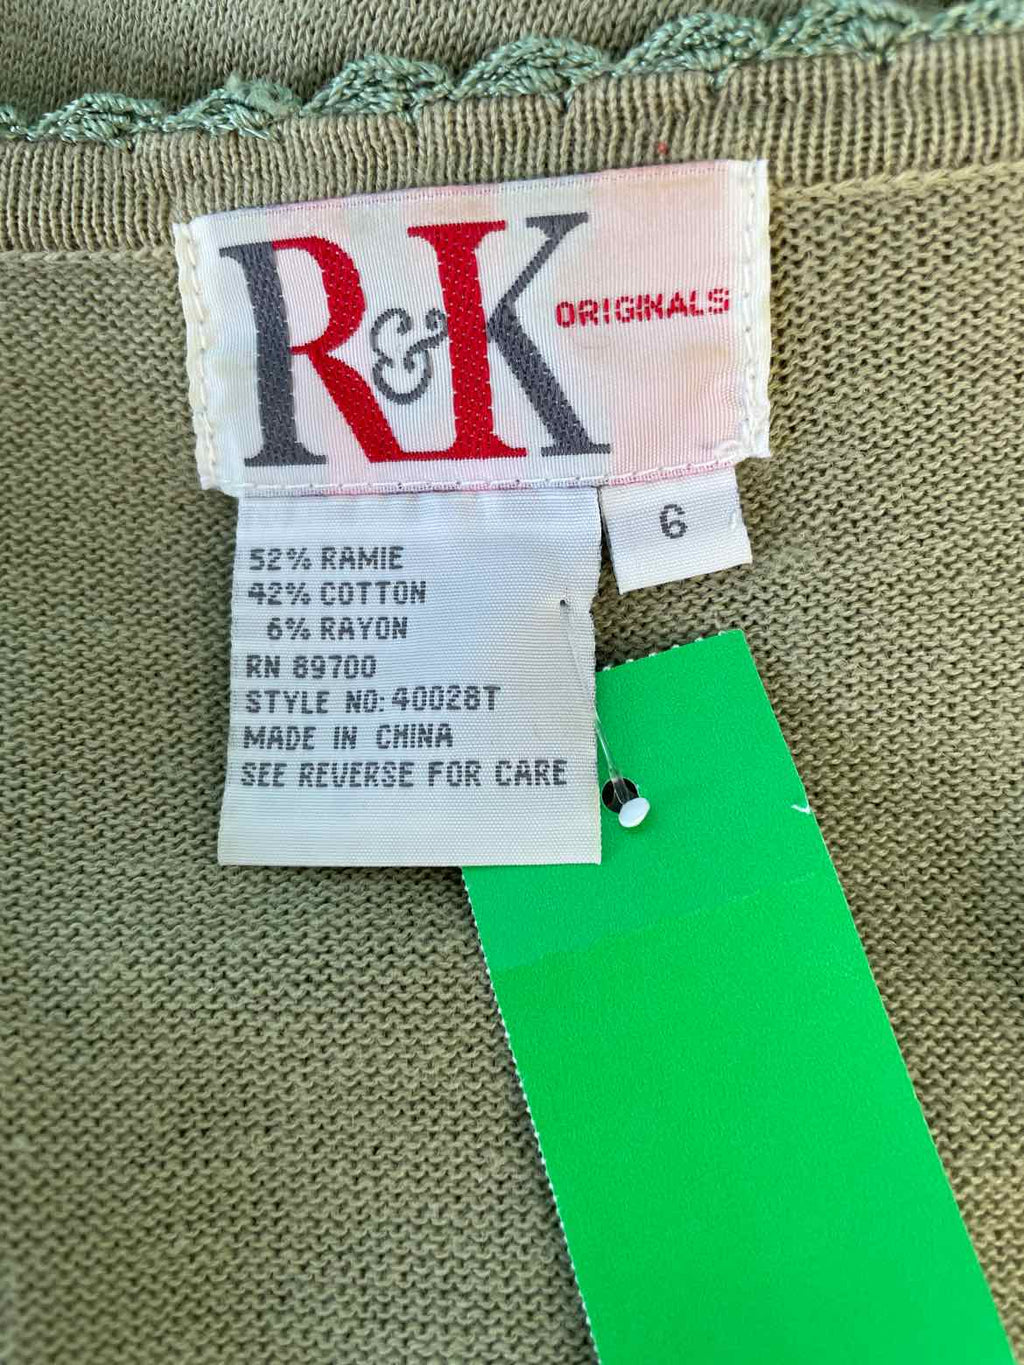 R&K ORIGINALS
6
52% RAMIE
42% COTTON
6% RAYON
RN 89700
STYLE NO: 40028T
MADE IN CHINA
SEE REVERSE FOR CARE